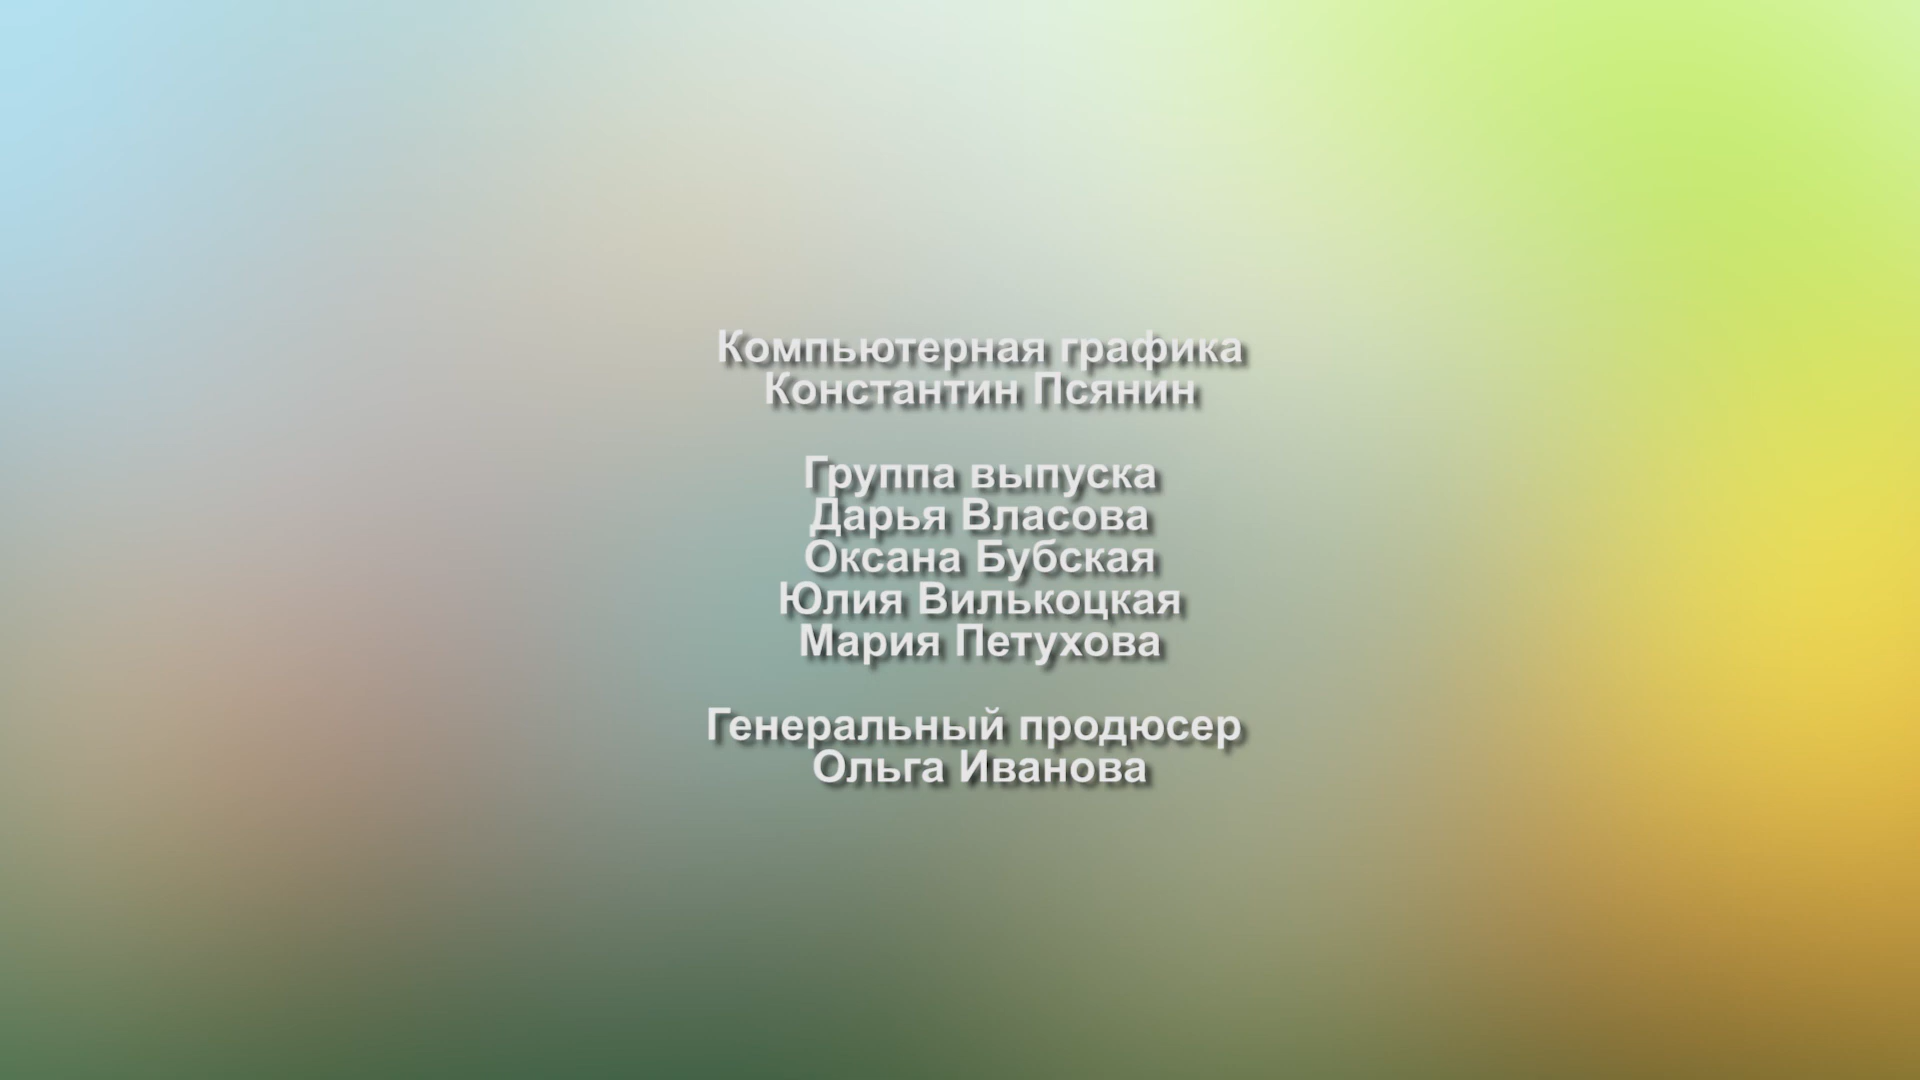 Компьютерная графика
Константин Псянин
Группа выпуска
Дарья Власова
Оксана Бубская
Юлия Вилькоцкая
Мария Петухова
Генеральный продюсер
Ольга Иванова